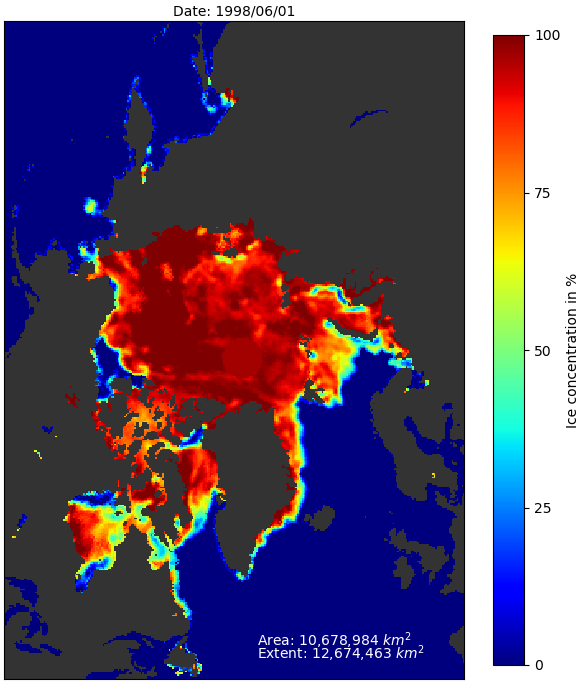 Date: 1998/06/01
100
75
50
25
0
Ice concentration in %
Area: 10,678,984 km²
Extent: 12,674,463 km²